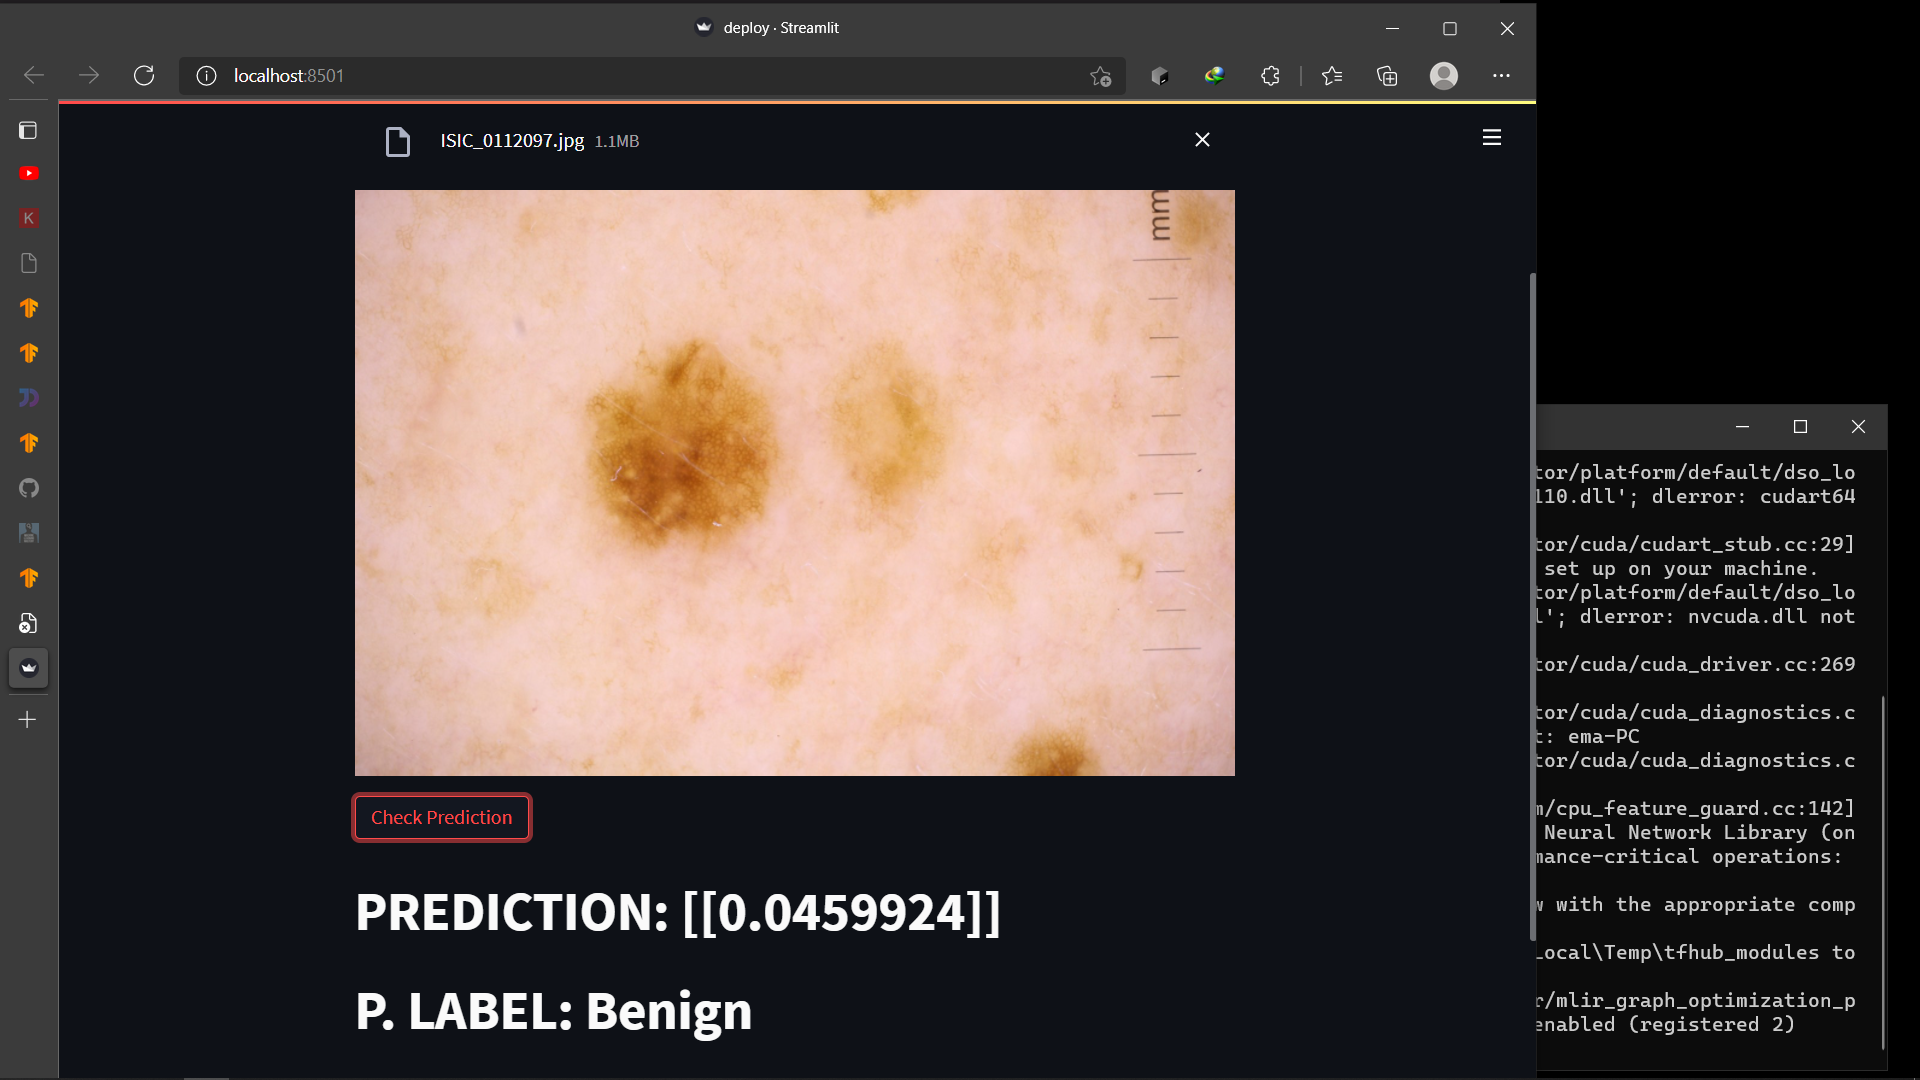 deploy · Streamlit
localhost:8501
ISIC_0112097.jpg 1.1MB
mm
Check Prediction
PREDICTION: [[0.0459924]]
P. LABEL: Benign
K
tor/platform/default/dso_lo
110.dll'; dlerror: cudart64
tor/cuda/cudart_stub.cc:29]
set up on your machine.
tor/platform/default/dso_lo
l'; dlerror: nvcuda.dll not
tor/cuda/cuda_driver.cc:269
tor/cuda/cuda_diagnostics.c
t: ema-PC
tor/cuda/cuda_diagnostics.c
m/cpu_feature_guard.cc:142]
Neural Network Library (on
mance-critical operations:
w with the appropriate comp
Local\Temp\tfhub_modules to
r/mlir_graph_optimization_p
enabled (registered 2)